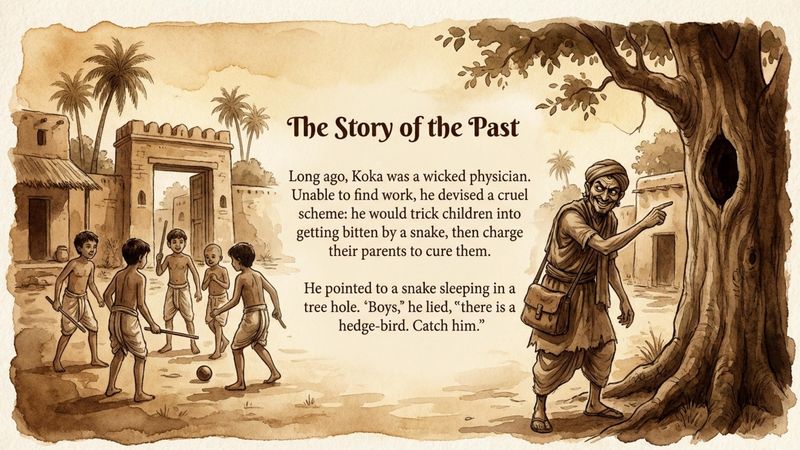 The Story of the Past
Long ago, Koka was a wicked physician.
Unable to find work, he devised a cruel
scheme: he would trick children into
getting bitten by a snake, then charge
their parents to cure them.
He pointed to a snake sleeping in a
tree hole. ‘Boys,” he lied, “there is a
hedge-bird. Catch him.”